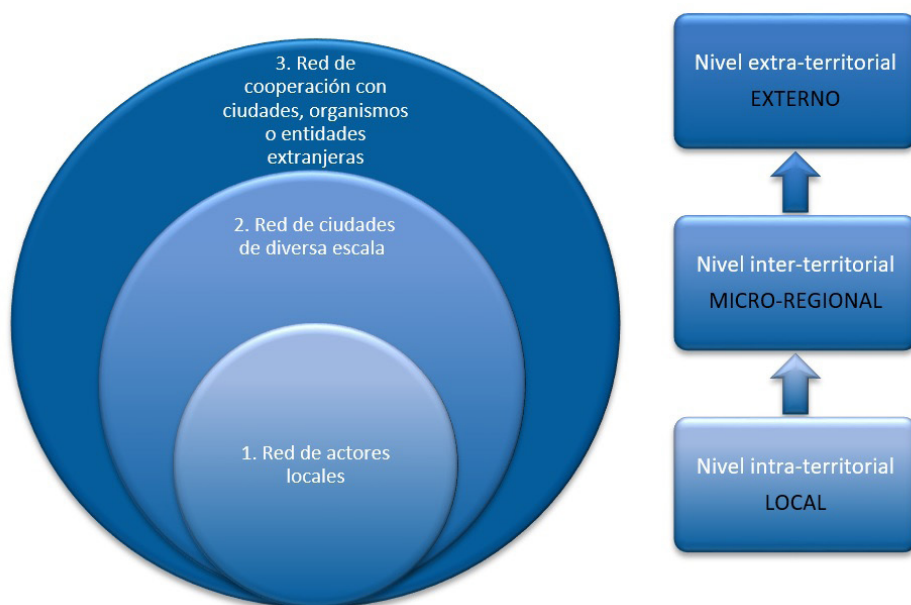 3. Red de
cooperación con
ciudades, organismos
o entidades
extranjeras
2. Red de ciudades
de diversa escala
1. Red de actores
locales
Nivel extra-territorial
EXTERNO
Nivel inter-territorial
MICRO-REGIONAL
Nivel intra-territorial
LOCAL